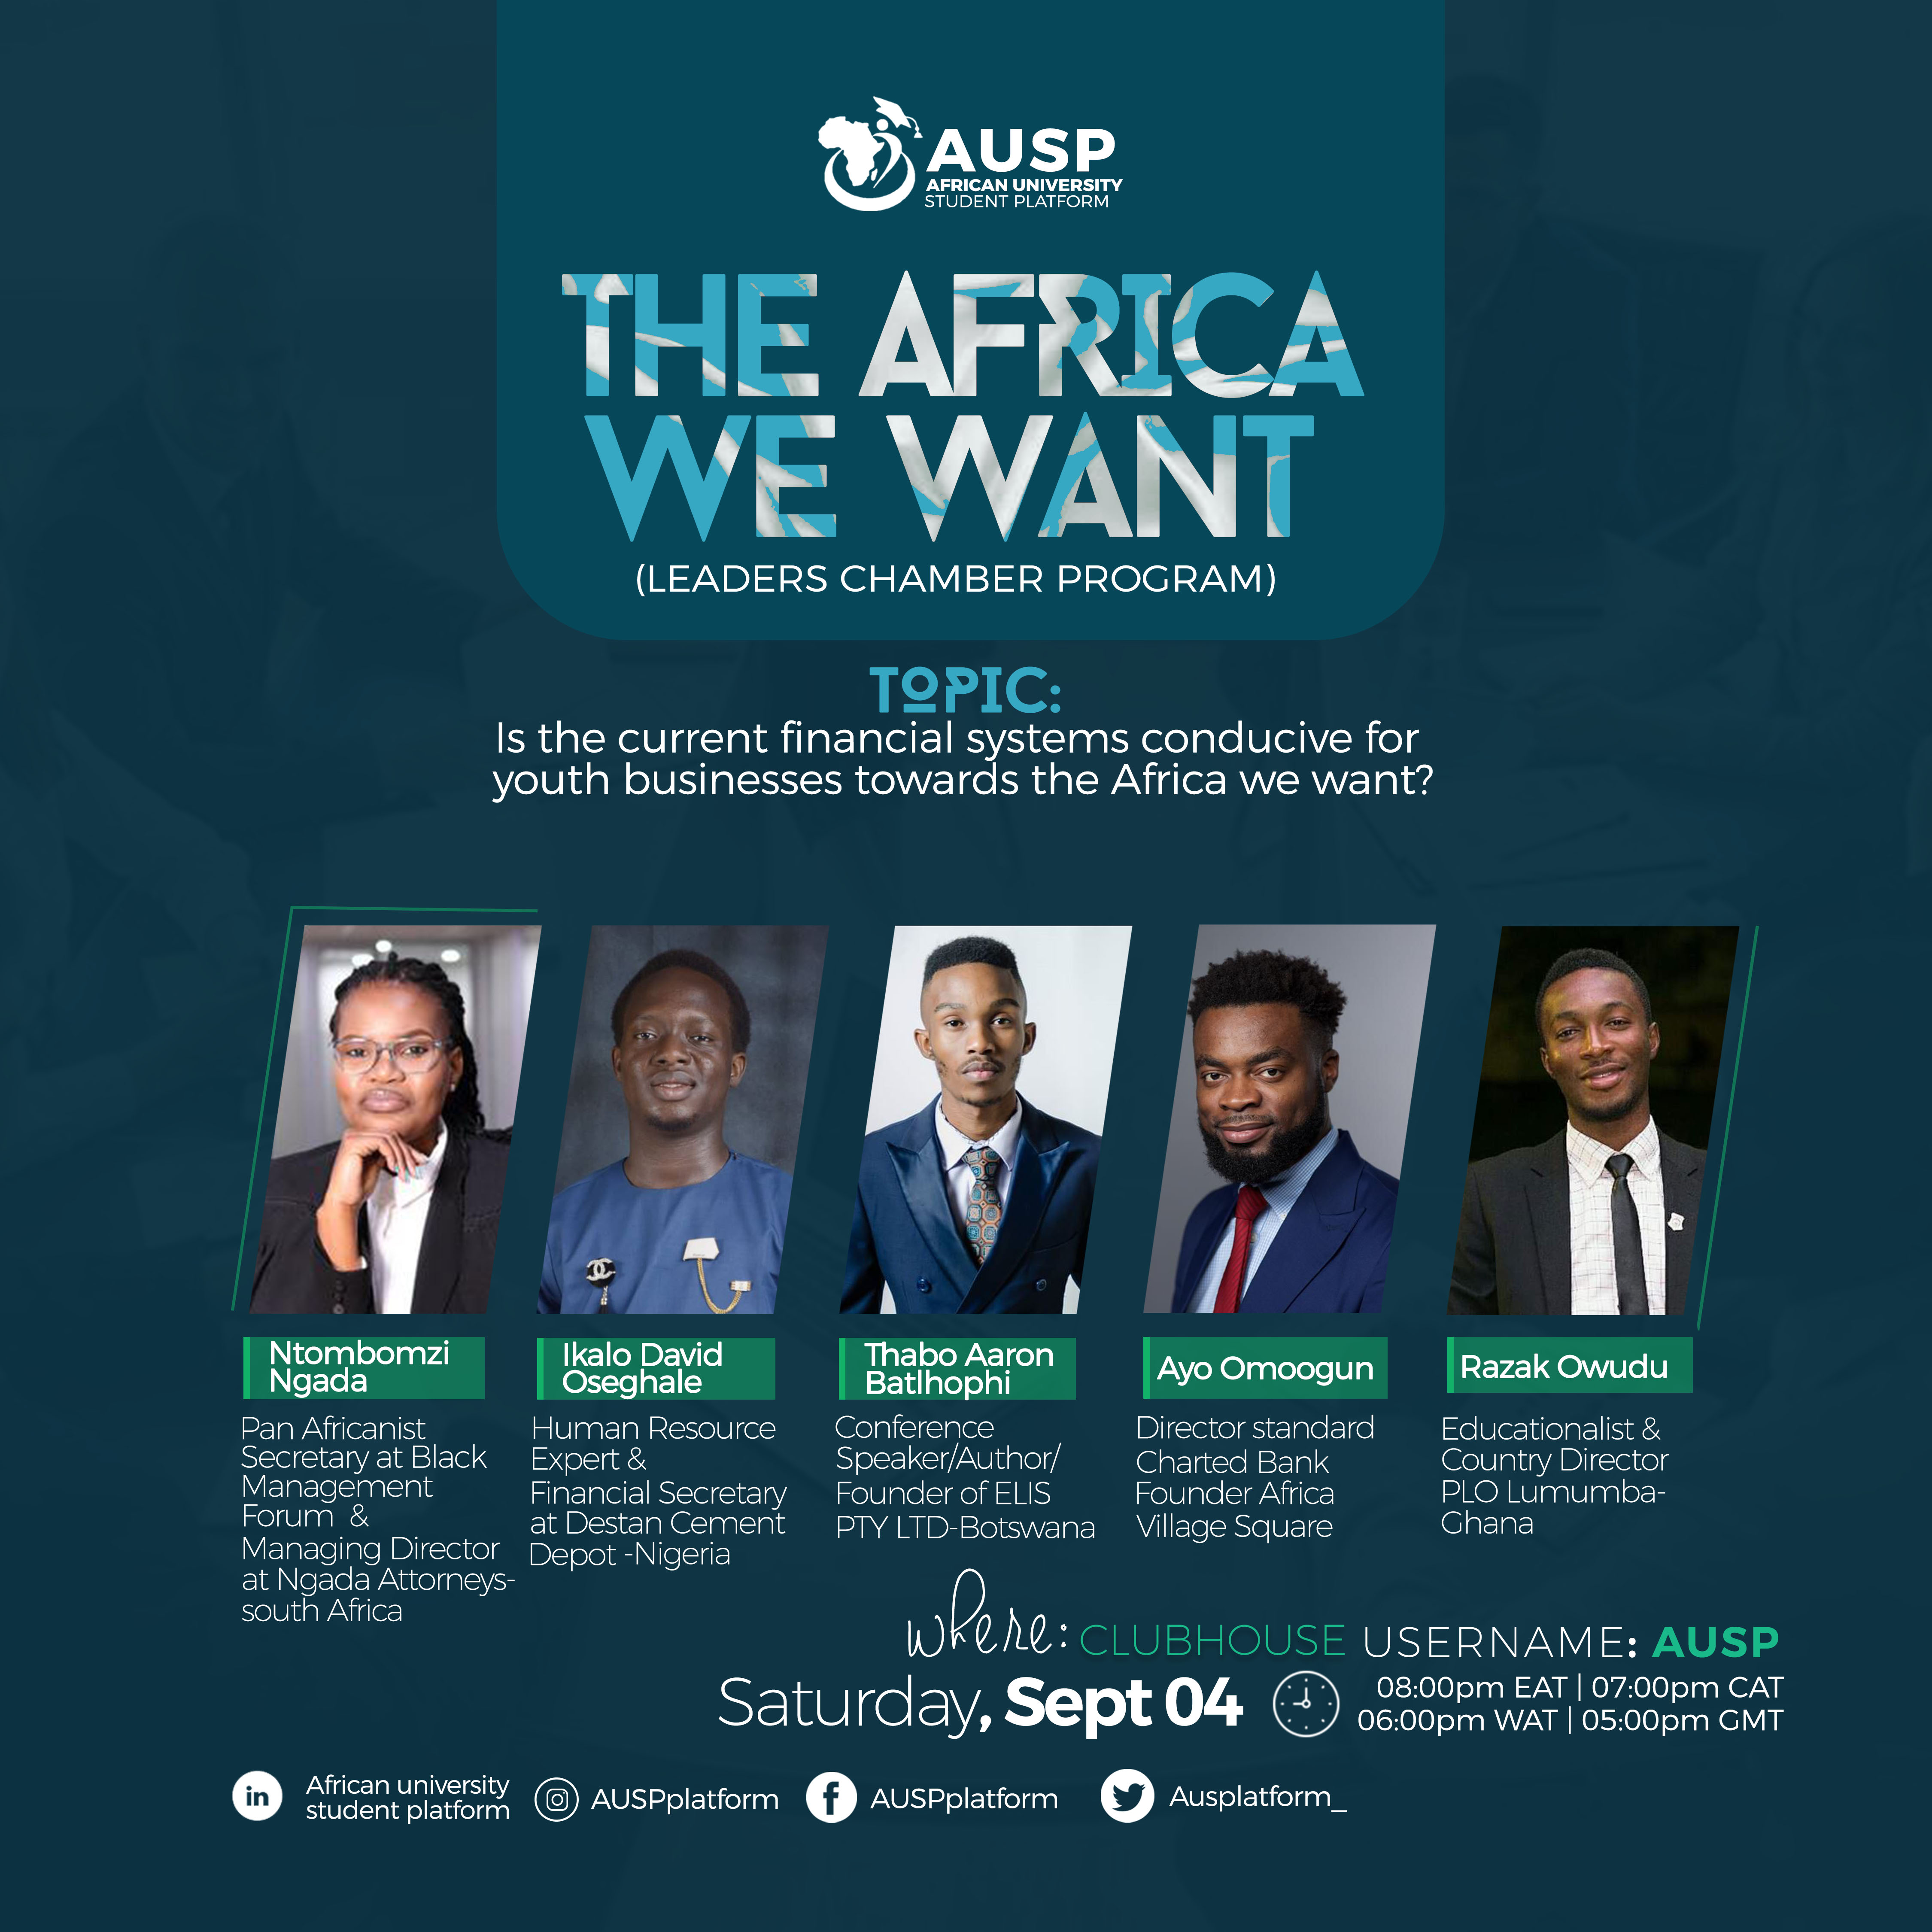 AUSP
AFRICAN UNIVERSITY
STUDENT PLATFORM
THE AFRICA
WE WANT
(LEADERS CHAMBER PROGRAM)
TOPIC:
Is the current financial systems conducive for
youth businesses towards the Africa we want?
Ntombomzi
Ngada
Pan Africanist
Secretary at Black
Management
Forum &
Managing Director
at Ngada Attorneys-
south Africa
Ikalo David
Oseghale
Human Resource
Expert &
Financial Secretary
at Destan Cement
Depot -Nigeria
Thabo Aaron
Batlhophi
Conference
Speaker/Author/
Founder of ELIS
PTY LTD-Botswana
Ayo Omoogun
Director standard
Charted Bank
Founder Africa
Village Square
Razak Owudu
Educationalist &
Country Director
PLO Lumumba-
Ghana
where: CLUBHOUSE USERNAME: AUSP
Saturday, Sept 04
08:00pm EAT | 07:00pm CAT
06:00pm WAT | 05:00pm GMT
in
African university
student platform
AUSPplatform
f
AUSPplatform
Ausplatform_